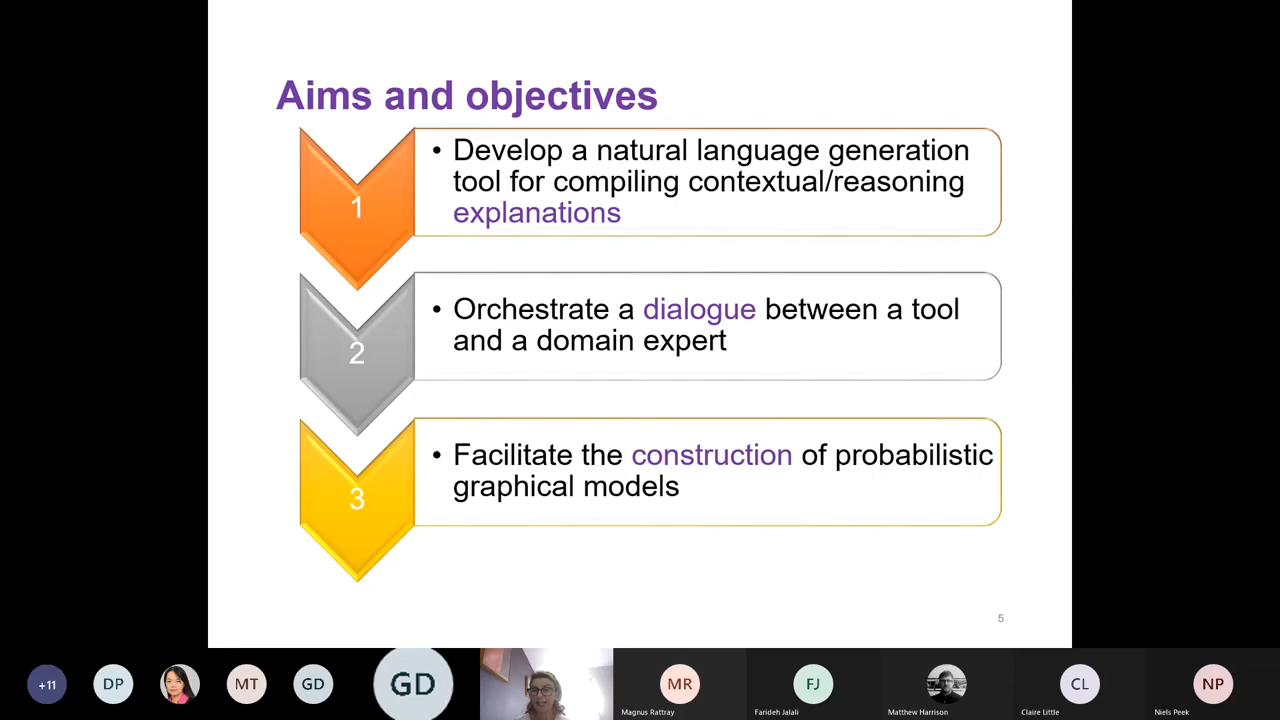 Aims and objectives
1
• Develop a natural language generation
tool for compiling contextual/reasoning
explanations
2
• Orchestrate a dialogue between a tool
and a domain expert
3
• Facilitate the construction of probabilistic
graphical models
5
+11
DP
MT
GD
GD
MR
Magnus Rattray
FJ
Farideh Jalali
Matthew Harrison
CL
Claire Little
NP
Niels Peek